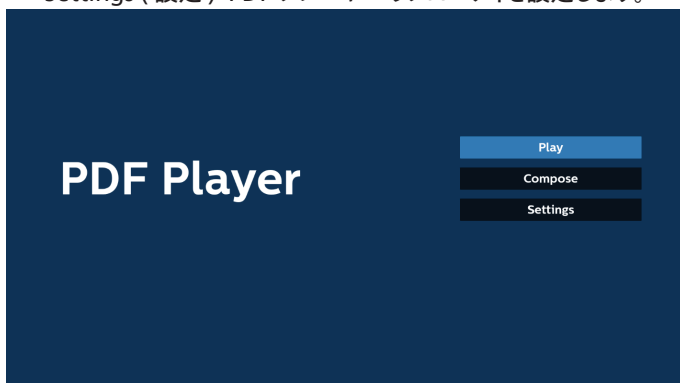 Settings ( 設定 ) PDF を設定します。
PDF Player
Play
Compose
Settings